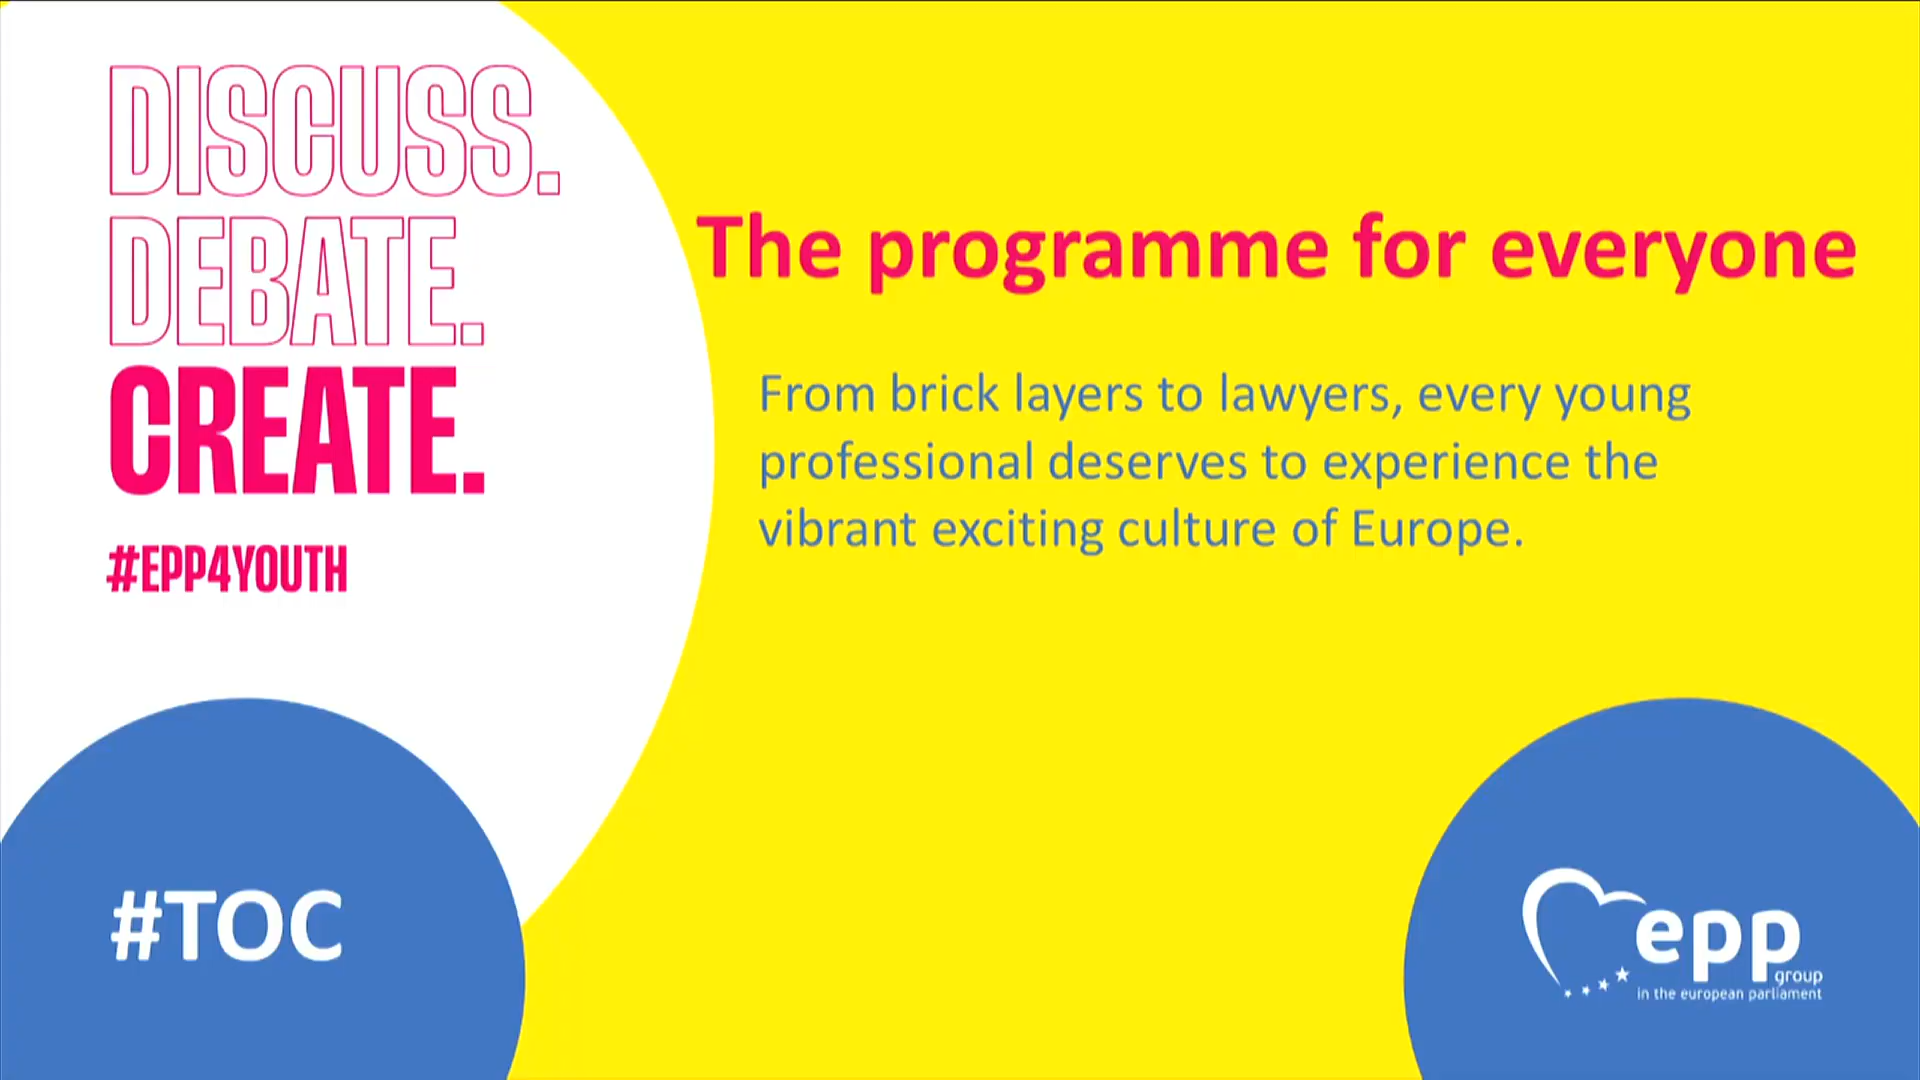 DISCUSS.
DEBATE.
CREATE.
#EPP4YOUTH
The programme for everyone
From brick layers to lawyers, every young
professional deserves to experience the
vibrant exciting culture of Europe.
#TOC
epp
group
in the european parliament